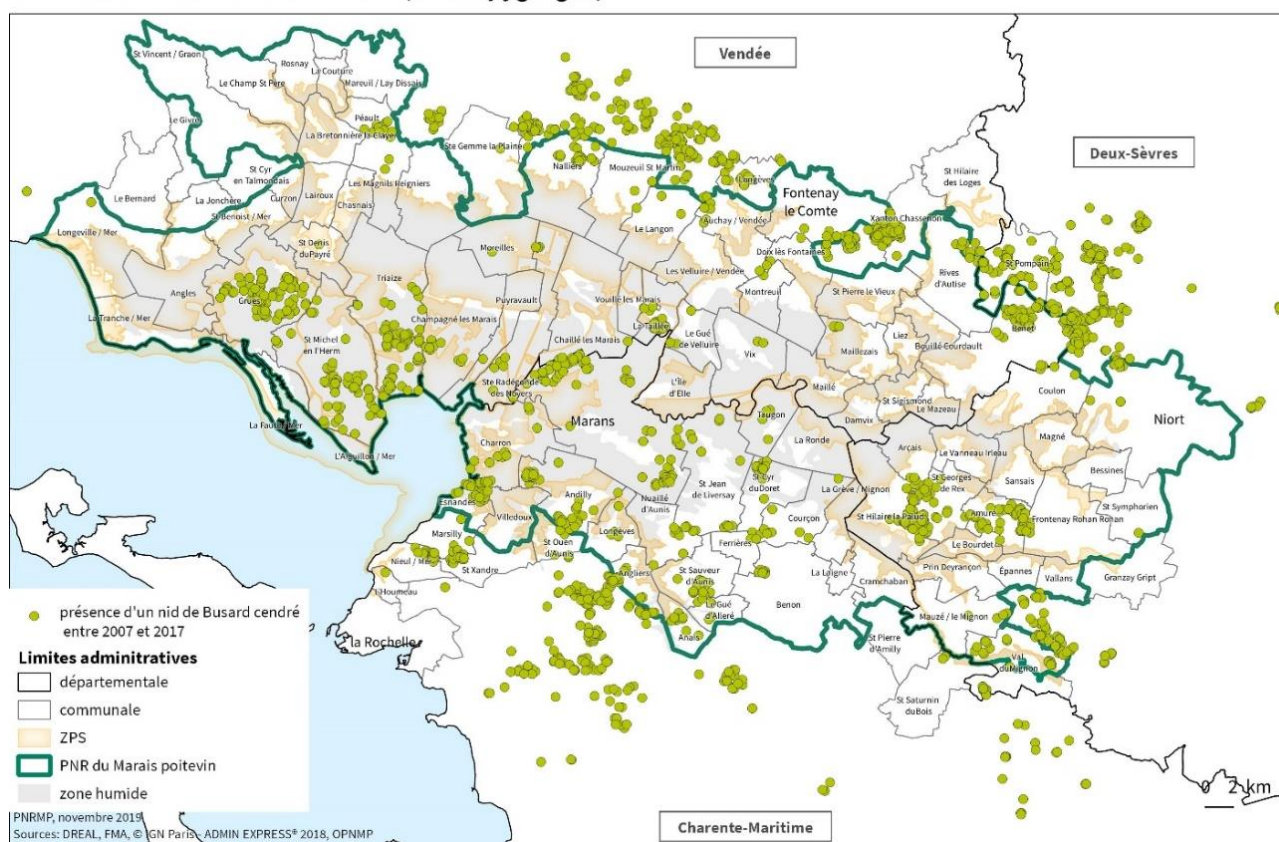 Vendée
Deux-Sèvres
Charente-Maritime
St Vincent / Graon
Rosnay
La Couture
Le Champ St Père
Mareuil / Lay Dissais
Le Givre
Péault
La Bretonnière la Claye
Ste Gemme la Plaine
Nalliers
Mouzeuil St Martin
Longèves
St Hilaire
des Loges
Fontenay
le Comte
Xanton Chassenon
St Cyr
en Talmondais
Le Bernard
La Jonchère
Curzon
Lairoux
Les Magnils Reigniers
Chasnais
St Benoist / Mer
Longeville / Mer
St Denis
du Payré
Moreilles
Le Langon
Auchay / Vendée
Doix lès Fontaines
St Pompain
Rives
d'Autise
Angles
Grues
Triaize
Les Velluire / Vendée
Montreuil
St Pierre le Vieux
Puyravault
Vouillé les Marais
Benet
La Tranche / Mer
St Michel
en l'Herm
Champagné les Marais
La Taillée
Chaillé les Marais
Le Gué
de Velluire
Vix
Liez
Bouillé Courdault
Maillezais
Ste Radégonde
des Noyers
L'Île
d'Elle
Maillé
St Sigismond
Le Mazeau
Coulon
Niort
La Faute / Mer
L'Aiguillon / Mer
Marans
Taugon
Damvix
Magné
Charron
La Ronde
Arçais
Le Vanneau Irleau
Bessines
St Georges
de Rex
Sansais
Esnandes
Andilly
Nuaillé
d'Aunis
St Jean
de Liversay
St Cyr
du Doret
La Grève / Mignon
St Symphorien
Villedoux
St Hilaire la Palud
Amuré
Frontenay Rohan Rohan
Marsilly
Longèves
Courçon
St Ouen
d'Aunis
Ferrières
Le Bourdet
Nieul / Mer
St Xandre
Angliers
St Sauveur
d'Aunis
La Laigne
Cramchaban
Prin Deyrançon
Épannes
Vallans
Granzay Gript
L'Houmeau
Le Gué
d'Alleré
Benon
Mauzé / le Mignon
la Rochelle
Anais
St Pierre
d'Amilly
Val
du Mignon
St Saturnin
du Bois
présence d'un nid de Busard cendré
entre 2007 et 2017
Limites adminitratives
départementale
communale
ZPS
PNR du Marais poitevin
zone humide
0 2 km
PNRMP, novembre 2019
Sources: DREAL, FMA, © IGN Paris - ADMIN EXPRESS® 2018, OPNMP